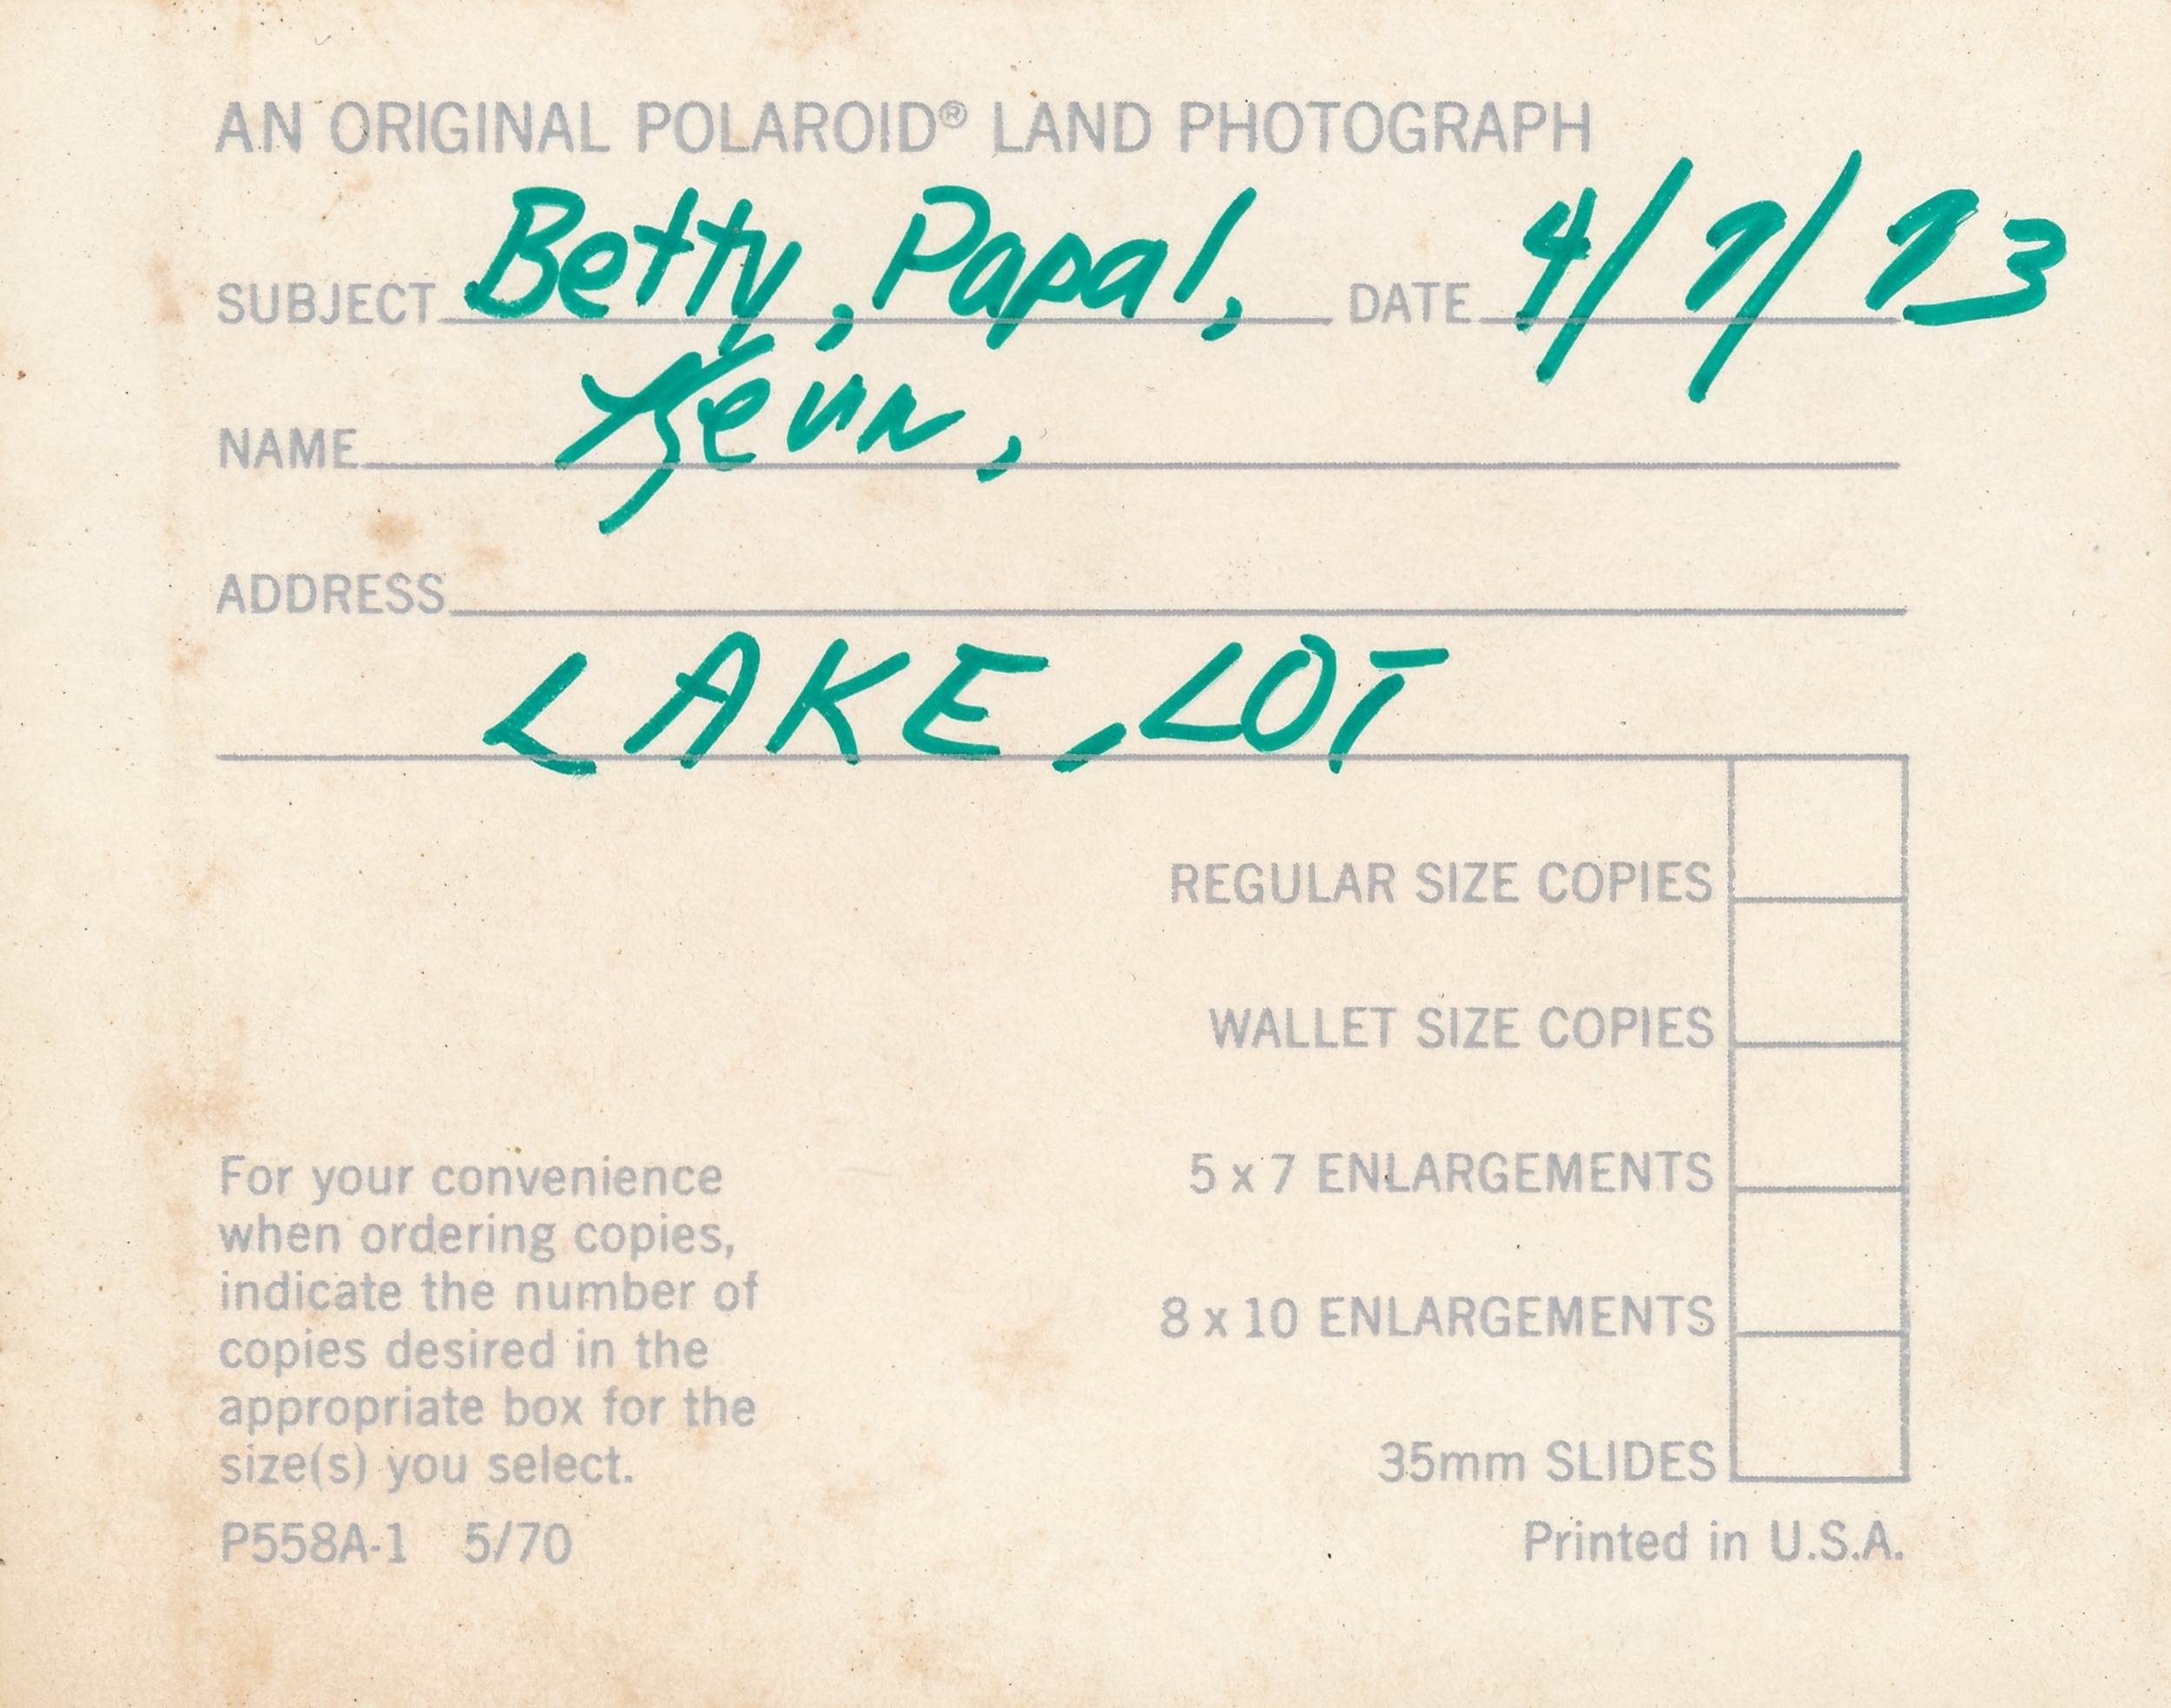 AN ORIGINAL POLAROID® LAND PHOTOGRAPH
SUBJECT Betty, Papal, DATE 4/7/73
NAME Kevin,
ADDRESS
LAKE, LOT
REGULAR SIZE COPIES
WALLET SIZE COPIES
5 x 7 ENLARGEMENTS
8 x 10 ENLARGEMENTS
35mm SLIDES
For your convenience
when ordering copies,
indicate the number of
copies desired in the
appropriate box for the
size(s) you select.
P558A-1 5/70
Printed in U.S.A.